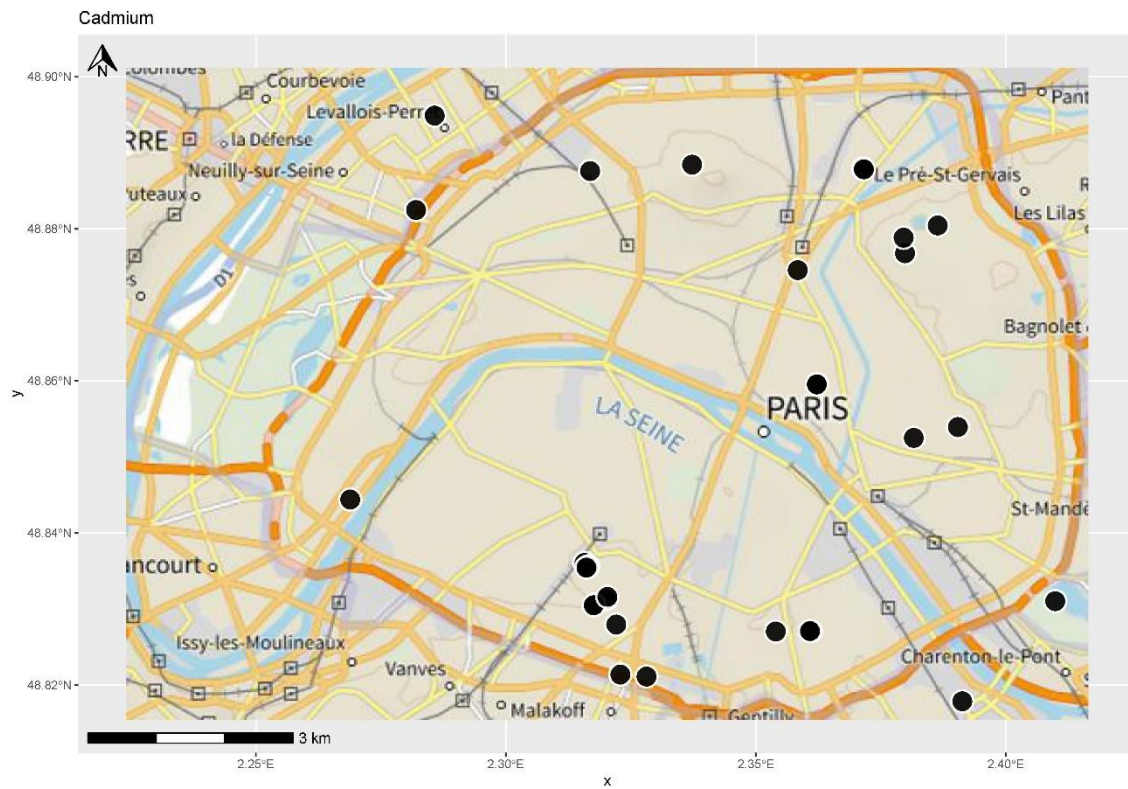 Cadmium
48.90°N
48.88°N
48.86°N
48.84°N
48.82°N
y
N
Courbevoie
Levallois-Perr
Pant
RRE
la Défense
Neuilly-sur-Seine
Le Pré-St-Gervais
uteaux
Les Lilas
D1
Bagnolet
PARIS
LA SEINE
St-Mandé
ancourt
Issy-les-Moulineaux
Vanves
Charenton-le-Pont
Malakoff
Gentilly
3 km
2.25°E
2.30°E
2.35°E
2.40°E
x